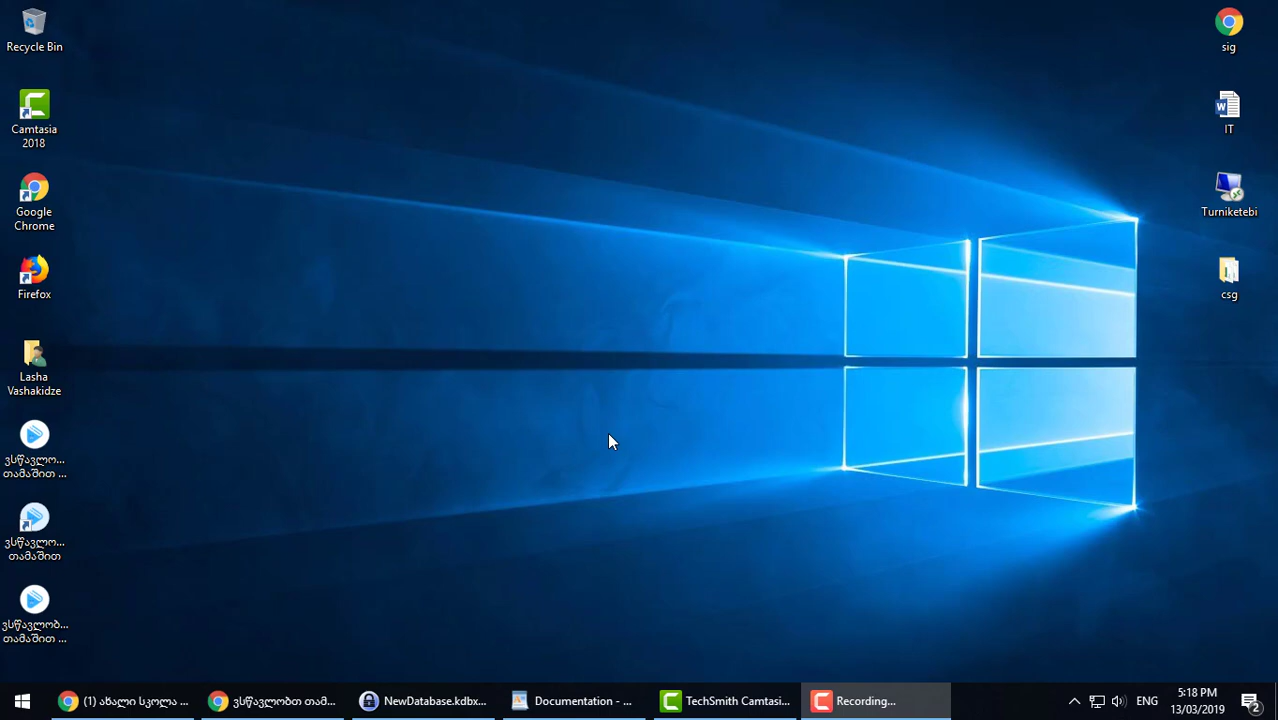 Recycle Bin
Camtasia
2018
Google
Chrome
Firefox
Lasha
Vashakidze
ვსწავლო...
თამაშით ...
ვსწავლო...
თამაშით
ვსწავლობ...
თამაშით ...
sig
IT
Turniketebi
csg
(1) ახალი სკოლა ...
ვსწავლობთ თამ...
NewDatabase.kdbx...
Documentation - ...
TechSmith Camtasi...
Recording...
ENG
5:18 PM
13/03/2019
2